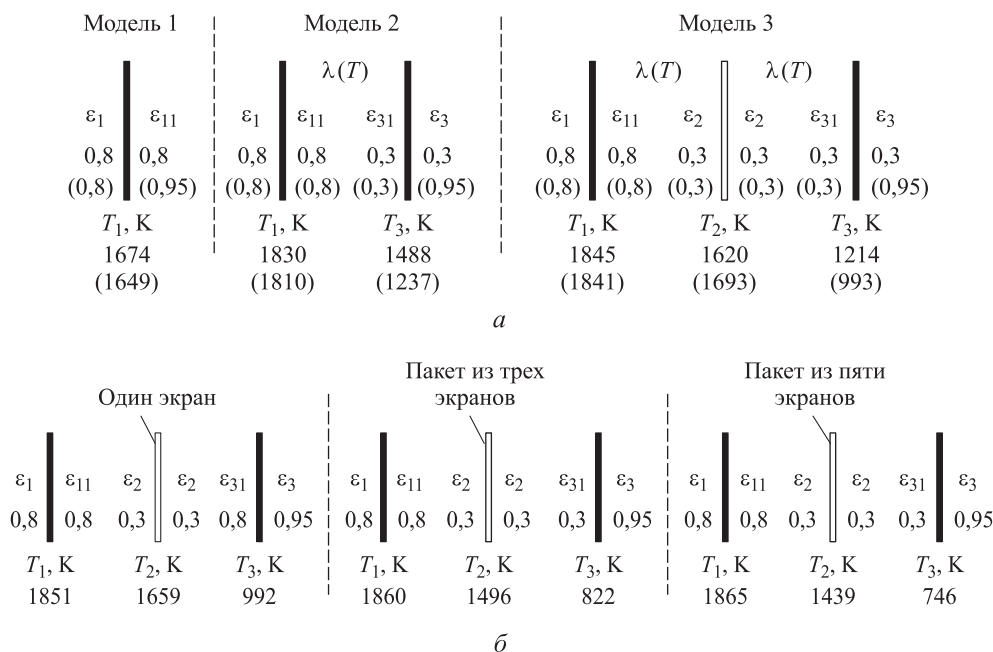 Модель 1 Модель 2 Модель 3
λ(T) λ(T) λ(T)
ε1 ε11 ε1 ε11 ε31 ε3 ε1 ε11 ε2 ε2 ε31 ε3
0,8 0,8 0,8 0,8 0,3 0,3 0,8 0,8 0,3 0,3 0,3 0,3
(0,8) (0,95) (0,8) (0,8) (0,3) (0,95) (0,8) (0,8) (0,3) (0,3) (0,3) (0,95)
T1, K T1, K T3, K T1, K T2, K T3, K
1674 1830 1488 1845 1620 1214
(1649) (1810) (1237) (1841) (1693) (993)
а
Пакет из трех Пакет из пяти
Один экран экранов экранов
ε1 ε11 ε2 ε2 ε31 ε3 ε1 ε11 ε2 ε2 ε31 ε3 ε1 ε11 ε2 ε2 ε31 ε3
0,8 0,8 0,3 0,3 0,8 0,95 0,8 0,8 0,3 0,3 0,3 0,95 0,8 0,8 0,3 0,3 0,3 0,95
T1, K T2, K T3, K T1, K T2, K T3, K T1, K T2, K T3, K
1851 1659 992 1860 1496 822 1865 1439 746
б